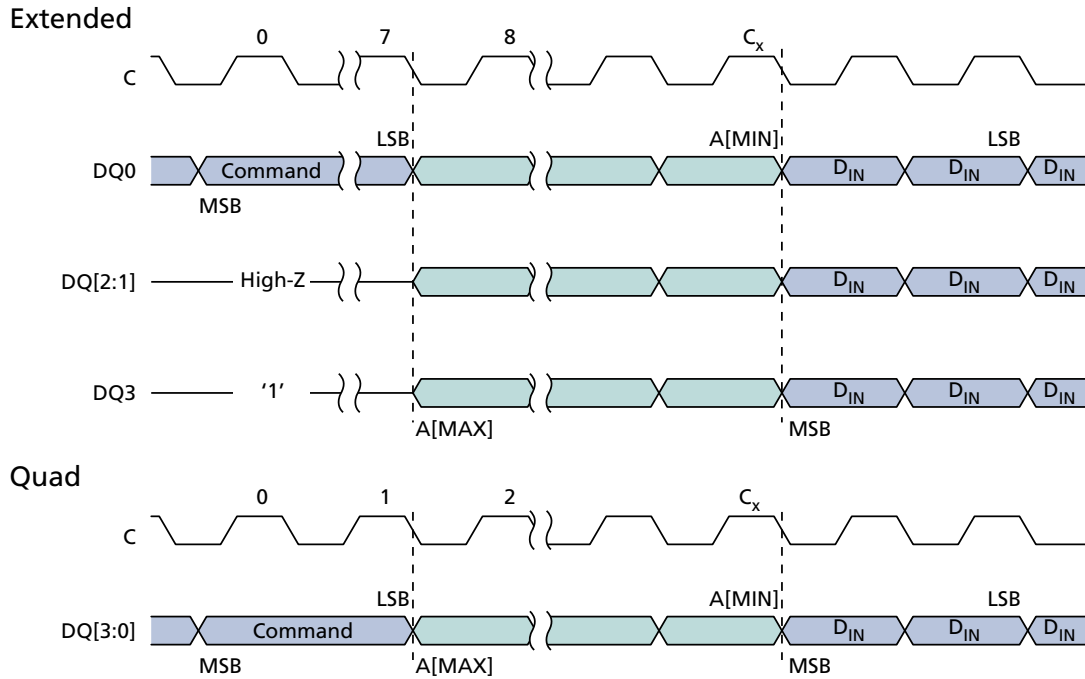 Extended
0 7 8 Cx
C
LSB A[MIN] LSB
DQ0 Command DIN DIN DIN
MSB
DQ[2:1] High-Z DIN DIN DIN
DQ3 ‘1’ DIN DIN DIN
A[MAX] MSB
Quad
0 1 2 Cx
C
LSB A[MIN] LSB
DQ[3:0] Command DIN DIN DIN
MSB A[MAX] MSB